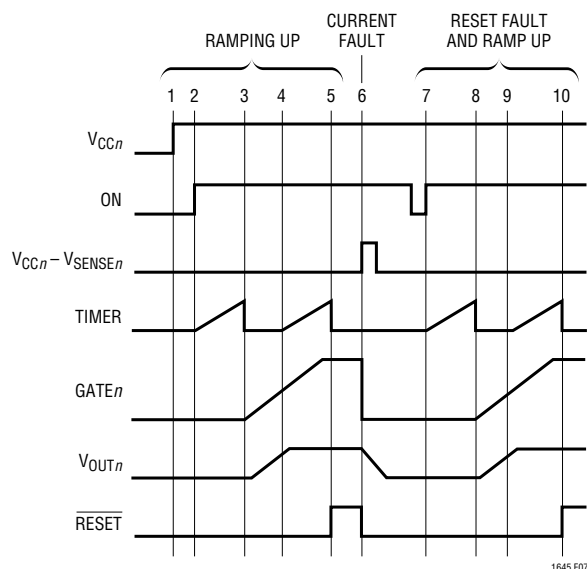 RAMPING UP
CURRENT
FAULT
RESET FAULT
AND RAMP UP
1 2 3 4 5 6 7 8 9 10
VCCn
ON
VCCn – VSENSEn
TIMER
GATEn
VOUTn
RESET
1645 F07